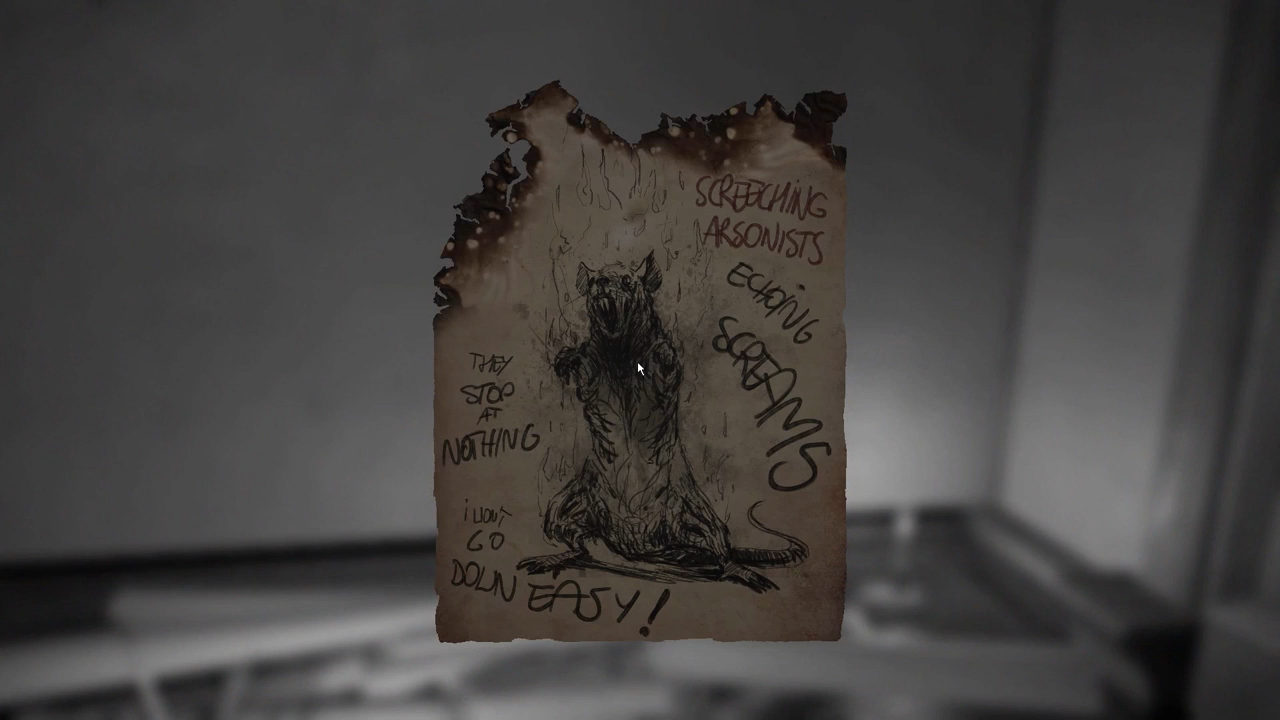 SCREECHING
ARSONISTS
ECHOING
SCREAMS
THEY
STOP
AT
NOTHING
i WON'T
GO
DOWN EASY!